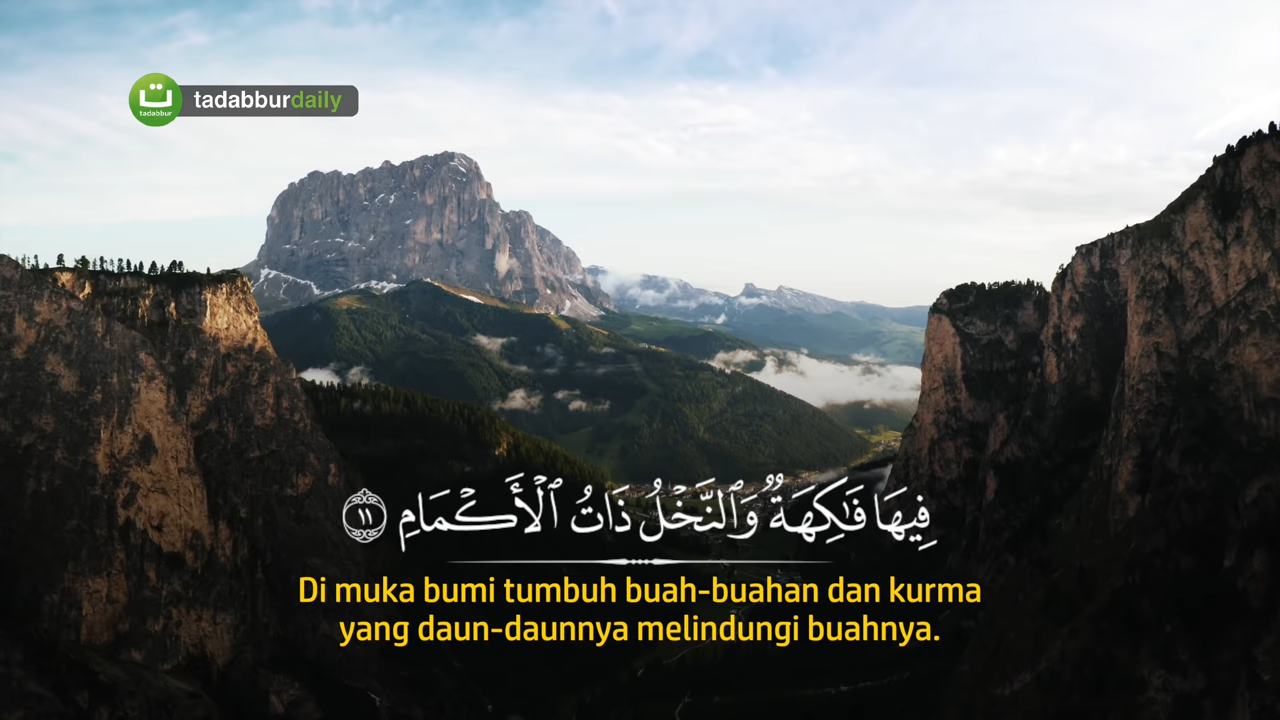 تـ
tadabbur
tadabburdaily
فِيهَا فَـٰكِهَةٌ وَٱلنَّخْلُ ذَاتُ ٱلْأَكْمَامِ ١١
Di muka bumi tumbuh buah-buahan dan kurma
yang daun-daunnya melindungi buahnya.